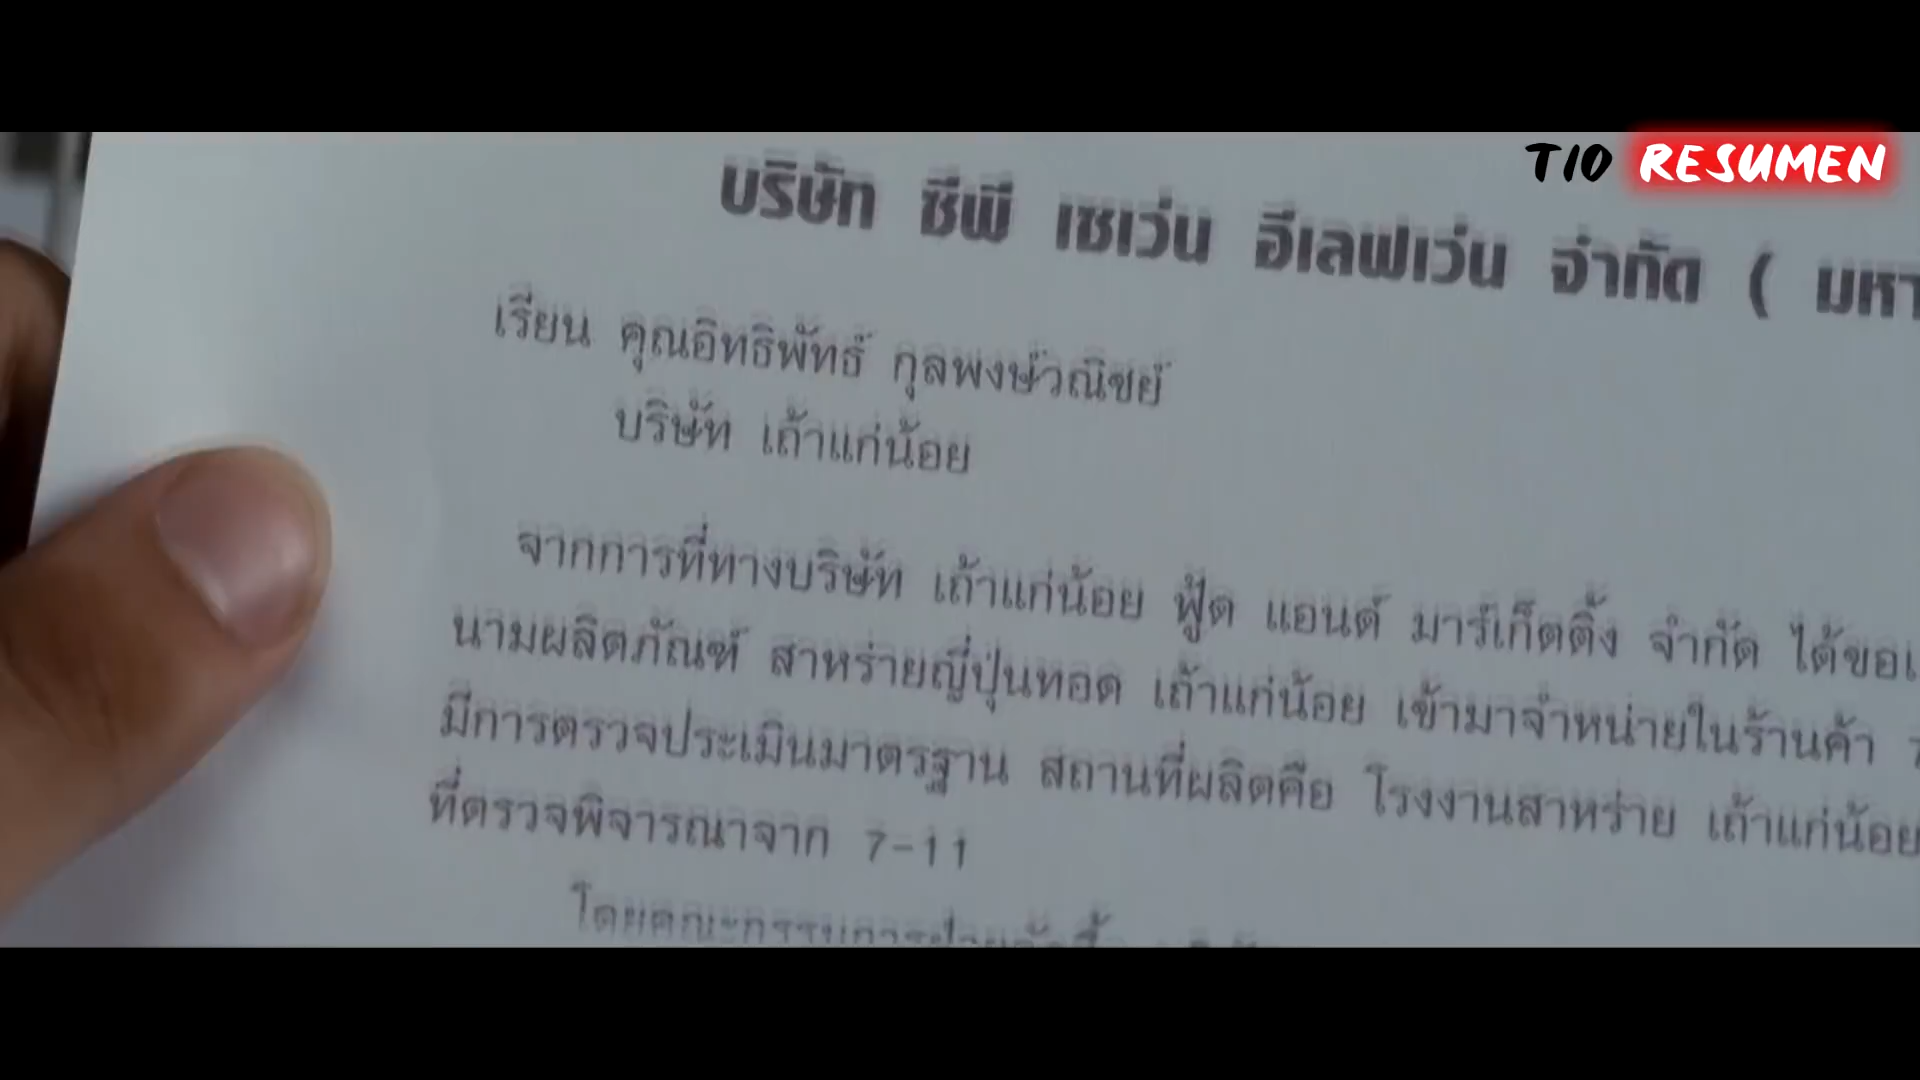 TIO RESUMEN
บริษัท ซีพี เซเว่น อีเลฟเว่น จำกัด ( มหา
เรียน คุณอิทธิพัทธ์ กุลพงษ์วณิชย์
บริษัท เถ้าแก่น้อย
จากการที่ทางบริษัท เถ้าแก่น้อย ฟู้ด แอนด์ มาร์เก็ตติ้ง จำกัด ได้ขอ
นามผลิตภัณฑ์ สาหร่ายญี่ปุ่นทอด เถ้าแก่น้อย เข้ามาจำหน่ายในร้านค้า
มีการตรวจประเมินมาตรฐาน สถานที่ผลิตคือ โรงงานสาหร่าย เถ้าแก่น้อย
ที่ตรวจพิจารณาจาก 7-11